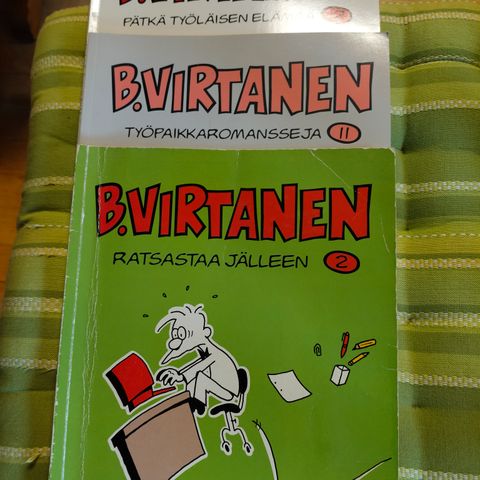 PÄTKÄ TYÖLÄISEN ELÄMÄÄ
B.VIRTANEN
TYÖPAIKKAROMANSSEJA 11
B.VIRTANEN
RATSASTAA JÄLLEEN 2